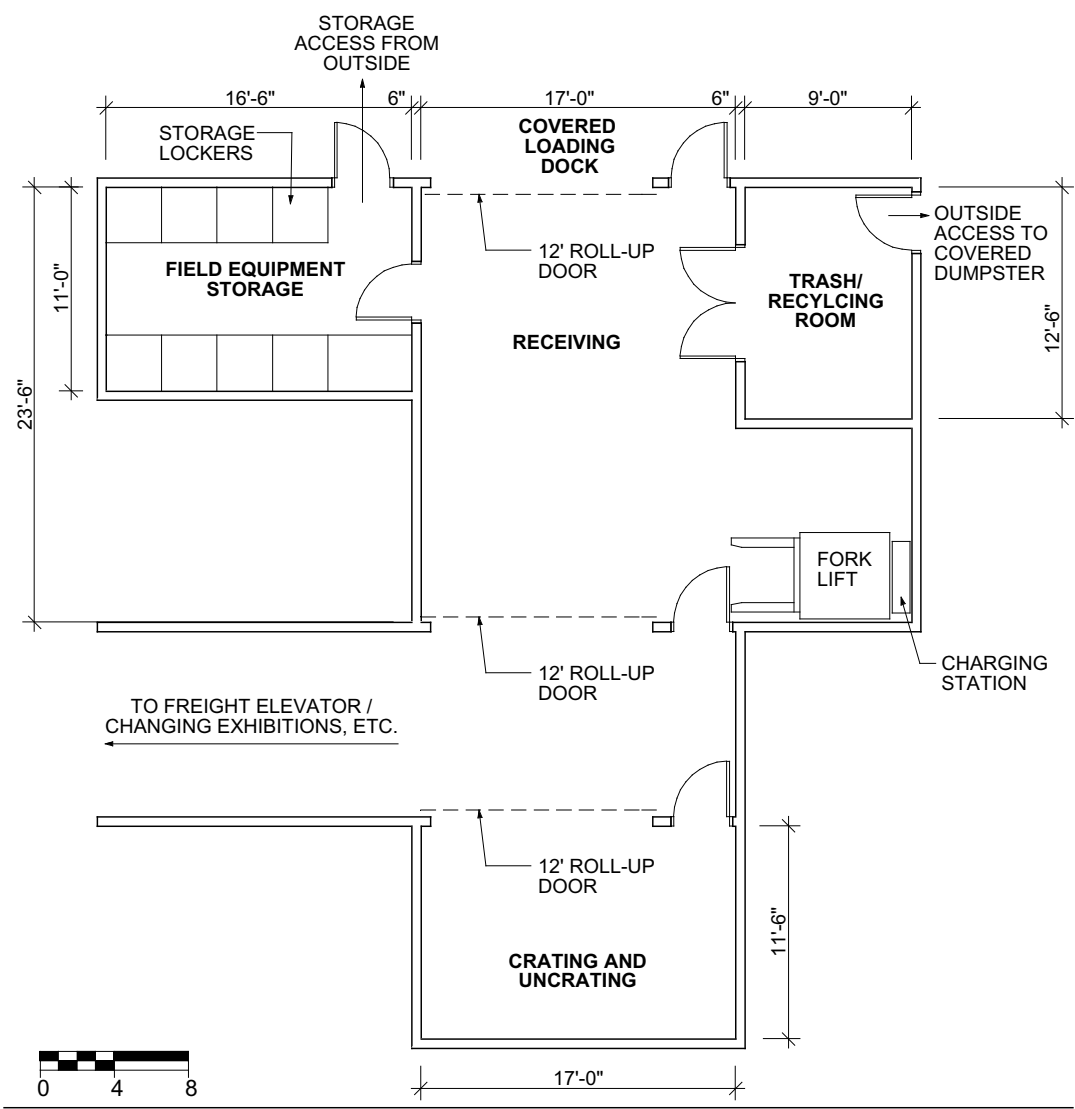 STORAGE
ACCESS FROM
OUTSIDE
16'-6"
6"
17'-0"
6"
9'-0"
STORAGE
LOCKERS
COVERED
LOADING
DOCK
12' ROLL-UP
DOOR
OUTSIDE
ACCESS TO
COVERED
DUMPSTER
FIELD EQUIPMENT
STORAGE
TRASH/
RECYLCING
ROOM
11'-0"
RECEIVING
12'-6"
23'-6"
FORK
LIFT
12' ROLL-UP
DOOR
CHARGING
STATION
TO FREIGHT ELEVATOR /
CHANGING EXHIBITIONS, ETC.
12' ROLL-UP
DOOR
11'-6"
CRATING AND
UNCRATING
17'-0"
0 4 8